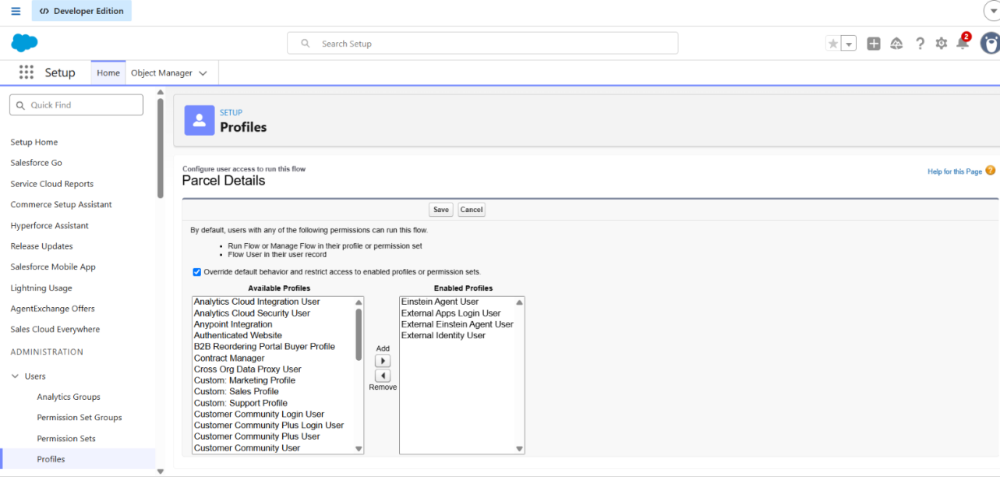 </> Developer Edition
Search Setup
2
Setup
Home
Object Manager
Quick Find
Setup Home
Salesforce Go
Service Cloud Reports
Commerce Setup Assistant
Hyperforce Assistant
Release Updates
Salesforce Mobile App
Lightning Usage
AgentExchange Offers
Sales Cloud Everywhere
ADMINISTRATION
Users
Analytics Groups
Permission Set Groups
Permission Sets
Profiles
SETUP
Profiles
Configure user access to run this flow
Parcel Details
Help for this Page ?
Save
Cancel
By default, users with any of the following permissions can run this flow.
• Run Flow or Manage Flow in their profile or permission set
• Flow User in their user record
Override default behavior and restrict access to enabled profiles or permission sets.
Available Profiles
Analytics Cloud Integration User
Analytics Cloud Security User
Anypoint Integration
Authenticated Website
B2B Reordering Portal Buyer Profile
Contract Manager
Cross Org Data Proxy User
Custom: Marketing Profile
Custom: Sales Profile
Custom: Support Profile
Customer Community Login User
Customer Community Plus Login User
Customer Community Plus User
Customer Community User
Add
Remove
Enabled Profiles
Einstein Agent User
External Apps Login User
External Einstein Agent User
External Identity User